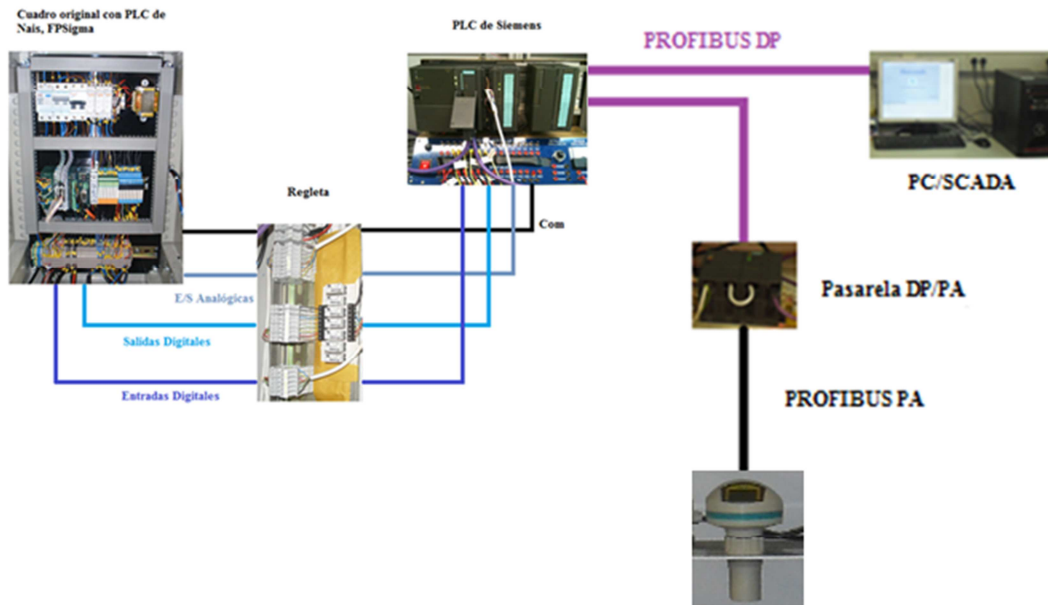 Cuadro original con PLC de
Nais, FPSigma
PLC de Siemens
PROFIBUS DP
PC/SCADA
Regleta
Com
E/S Analógicas
Salidas Digitales
Entradas Digitales
Pasarela DP/PA
PROFIBUS PA